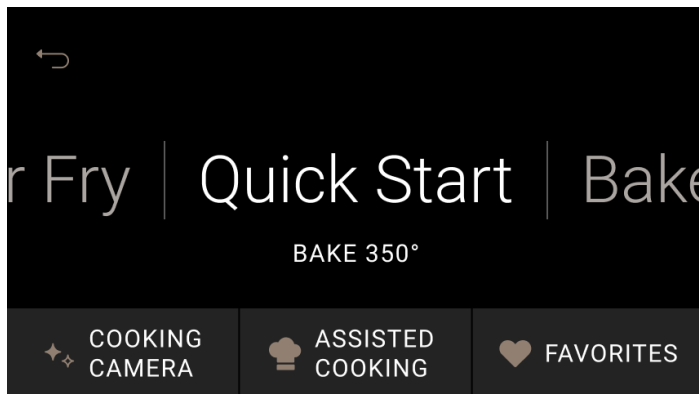 r Fry
Quick Start
Bake
BAKE 350°
COOKING
CAMERA
ASSISTED
COOKING
FAVORITES